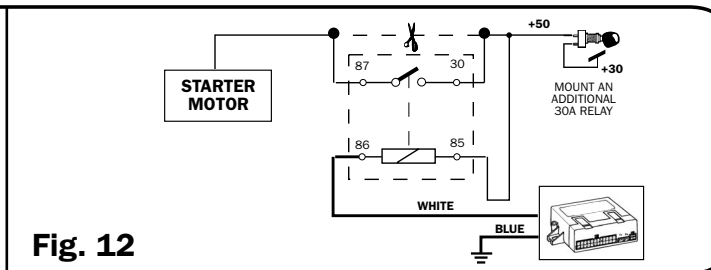 +50
87
30
+30
STARTER
MOTOR
MOUNT AN
ADDITIONAL
30A RELAY
86
85
WHITE
BLUE
Fig. 12